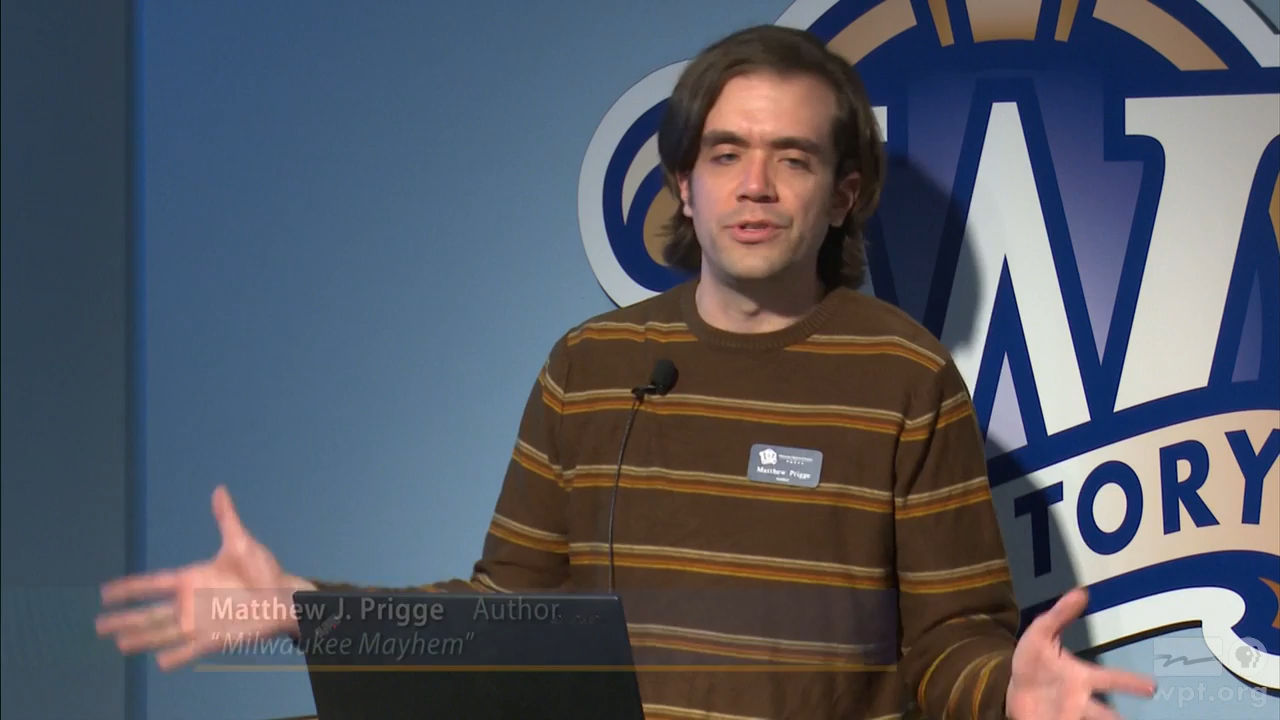 W
TORY
Matthew Prigge
Matthew J. Prigge Author
"Milwaukee Mayhem"
wpt.org